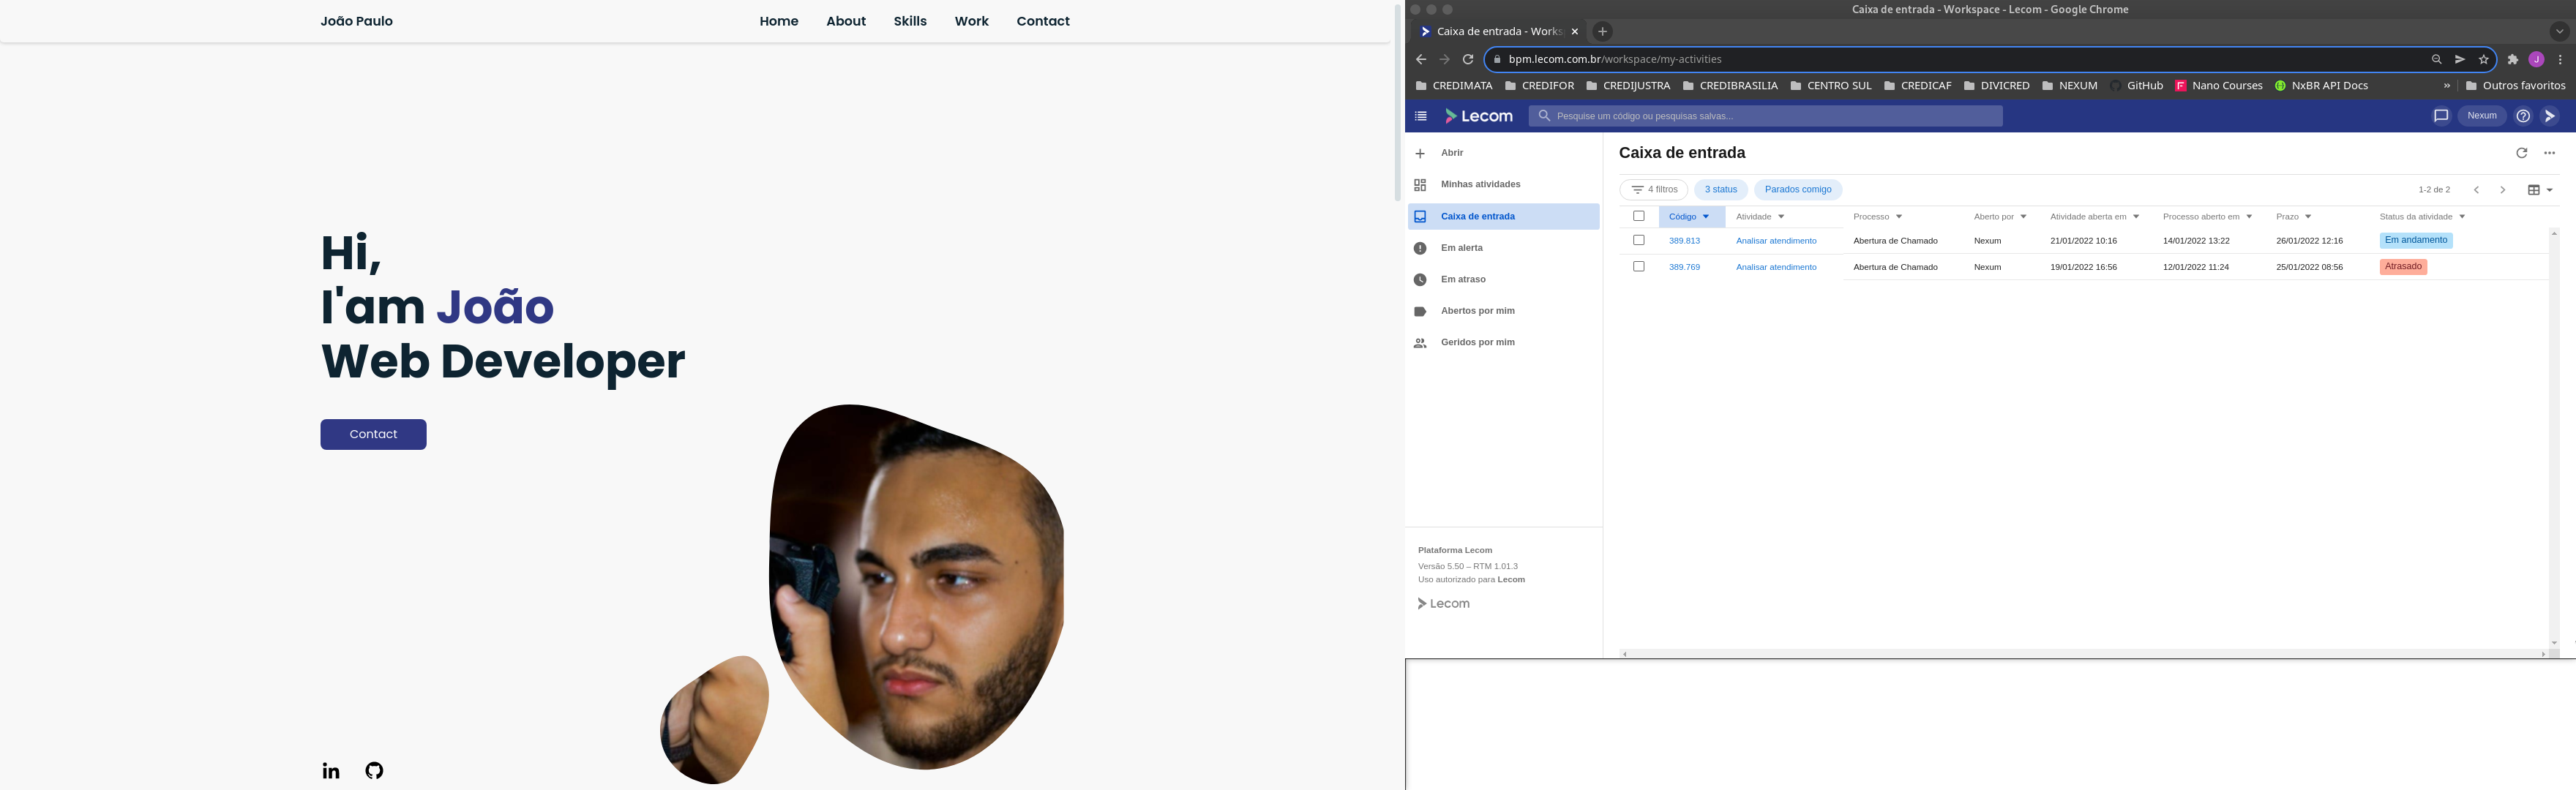 João Paulo
Home About Skills Work Contact
Hi,
I'am João
Web Developer
Contact
Caixa de entrada - Workspace - Lecom - Google Chrome
Caixa de entrada - Works
bpm.lecom.com.br/workspace/my-activities
J
CREDIMATA CREDIFOR CREDIJUSTRA CREDIBRASILIA CENTRO SUL CREDICAF DIVICRED NEXUM GitHub Nano Courses NxBR API Docs » Outros favoritos
Lecom
Pesquise um código ou pesquisas salvas...
Nexum
Abrir
Minhas atividades
Caixa de entrada
Em alerta
Em atraso
Abertos por mim
Geridos por mim
Plataforma Lecom
Versão 5.50 – RTM 1.01.3
Uso autorizado para Lecom
Lecom
Caixa de entrada
4 filtros 3 status Parados comigo 1-2 de 2
Código Atividade Processo Aberto por Atividade aberta em Processo aberto em Prazo Status da atividade
389.813 Analisar atendimento Abertura de Chamado Nexum 21/01/2022 10:16 14/01/2022 13:22 26/01/2022 12:16 Em andamento
389.769 Analisar atendimento Abertura de Chamado Nexum 19/01/2022 16:56 12/01/2022 11:24 25/01/2022 08:56 Atrasado